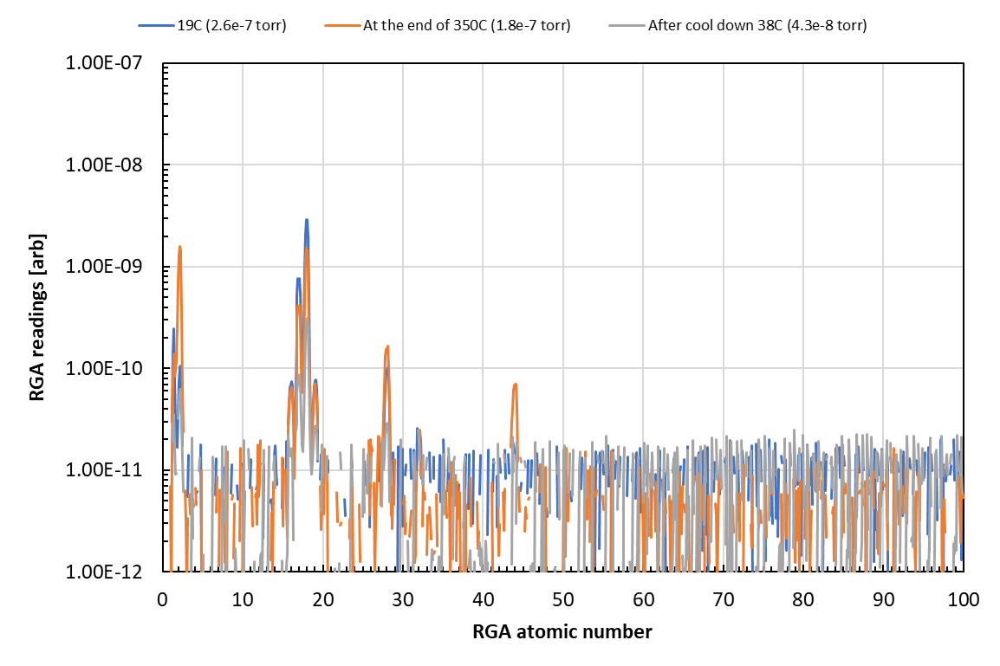 19C (2.6e-7 torr) At the end of 350C (1.8e-7 torr) After cool down 38C (4.3e-8 torr)
1.00E-07
1.00E-08
1.00E-09
1.00E-10
1.00E-11
1.00E-12
RGA readings [arb]
0 10 20 30 40 50 60 70 80 90 100
RGA atomic number